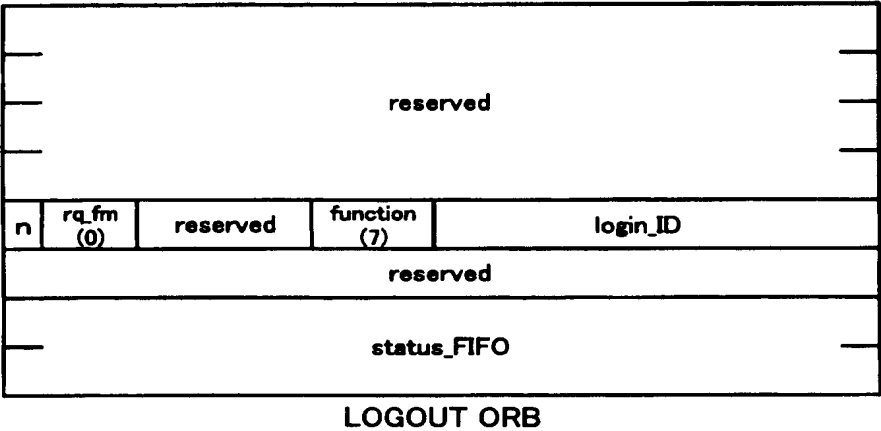 reserved
n rq_fm (0) reserved function (7) login_ID
reserved
status_FIFO
LOGOUT ORB